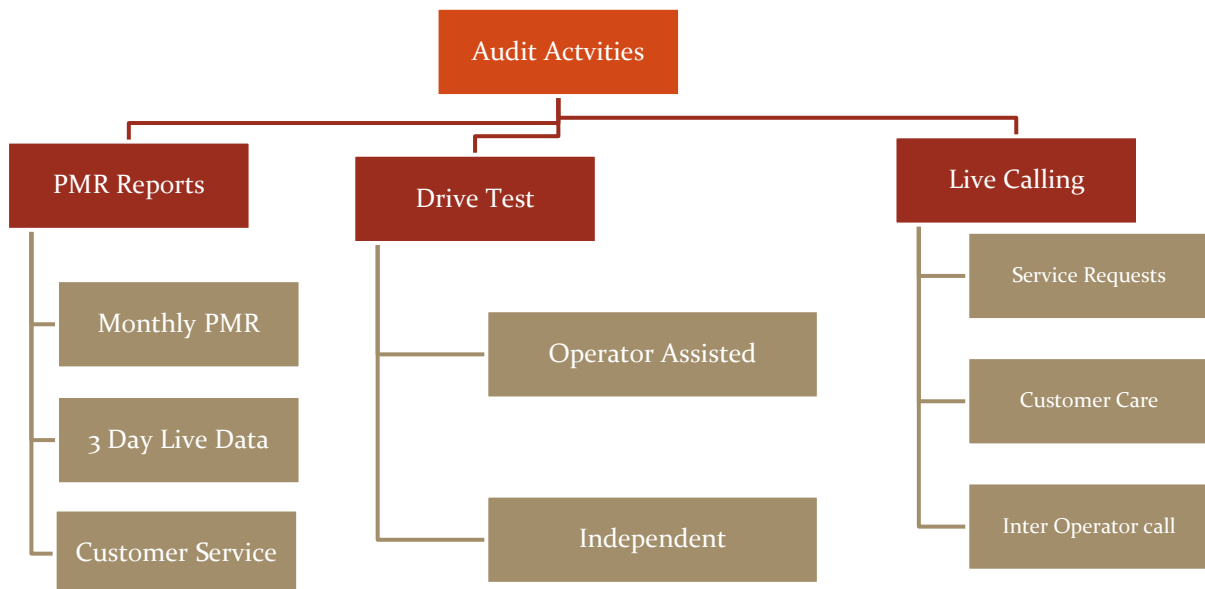 Audit Actvities
PMR Reports
Monthly PMR
3 Day Live Data
Customer Service
Drive Test
Operator Assisted
Independent
Live Calling
Service Requests
Customer Care
Inter Operator call